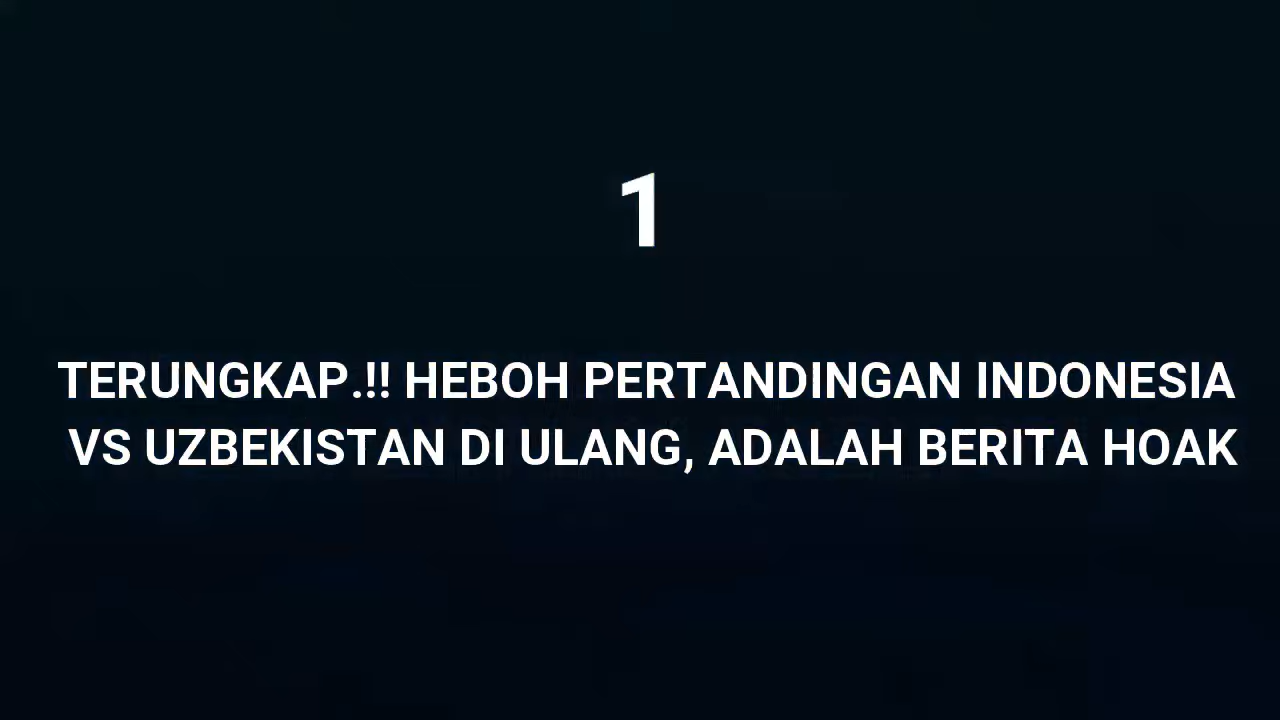 1
TERUNGKAP.!! HEBOH PERTANDINGAN INDONESIA
VS UZBEKISTAN DI ULANG, ADALAH BERITA HOAK